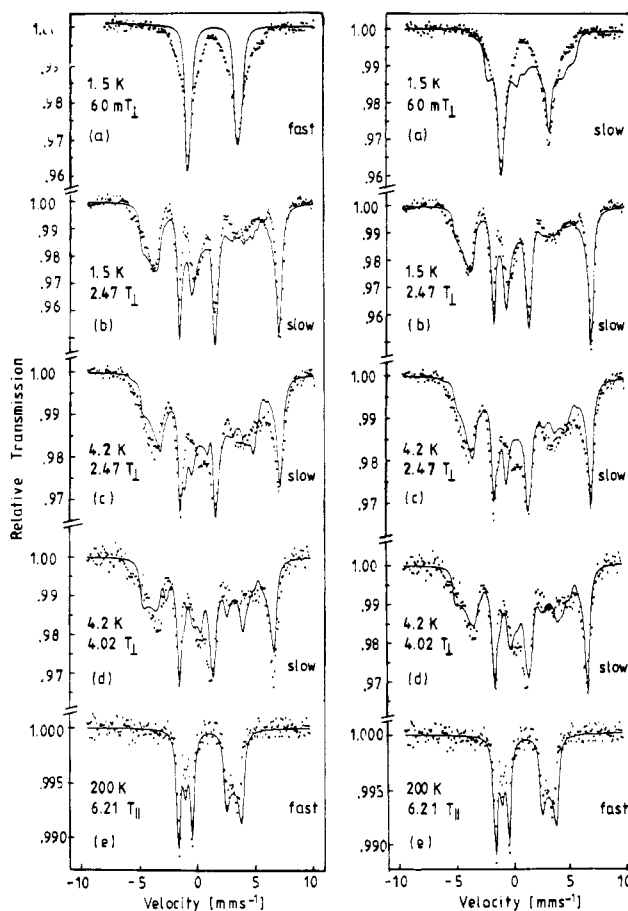 Relative Transmission
1.00
.99
.98
.97
.96
1.5 K
60 mT⊥
(a)
fast
1.00
.99
.98
.97
.96
1.5 K
2.47 T⊥
(b)
slow
1.00
.99
.98
.97
4.2 K
2.47 T⊥
(c)
slow
1.00
.99
.98
.97
4.2 K
4.02 T⊥
(d)
slow
1.000
.995
.990
200 K
6.21 T||
(e)
fast
-10 -5 0 5 10
Velocity [mms⁻¹]
1.00
.99
.98
.97
.96
1.5 K
60 mT⊥
(a)
slow
1.00
.99
.98
.97
.96
1.5 K
2.47 T⊥
(b)
slow
1.00
.99
.98
.97
4.2 K
2.47 T⊥
(c)
slow
1.00
.99
.98
.97
4.2 K
4.02 T⊥
(d)
slow
1.000
.995
.990
200 K
6.21 T||
(e)
fast
-10 -5 0 5 10
Velocity [mms⁻¹]